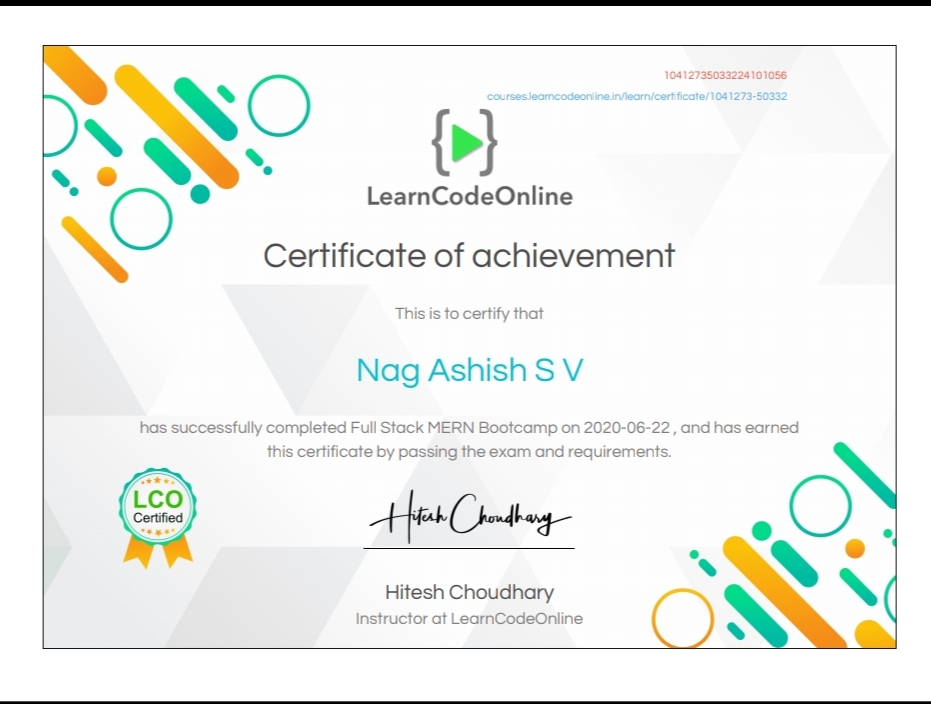 10412735033224101056
courses.learncodeonline.in/learn/certificate/1041273-50332
LearnCodeOnline
Certificate of achievement
This is to certify that
Nag Ashish S V
has successfully completed Full Stack MERN Bootcamp on 2020-06-22 , and has earned
this certificate by passing the exam and requirements.
LCO
Certified
Hitesh Choudhary
Hitesh Choudhary
Instructor at LearnCodeOnline